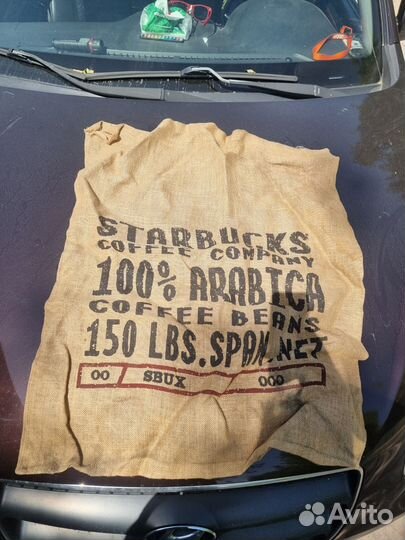 STARBUCKS
COFFEE COMPANY
100% ARABICA
COFFEE BEANS
150 LBS.SPAN.NET
00 SBUX 000
Avito